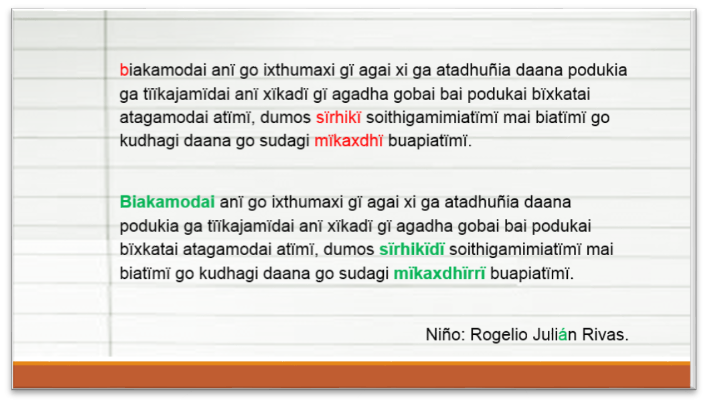 biakamodai anï go ixthumaxi gï agai xi ga atadhuñia daana podukia
ga tïïkajamïdai anï xïkadï gï agadha gobai bai podukai bïxkatai
atagamodai atïmï, dumos sïrhikï soithigamimiatïmï mai biatïmï go
kudhagi daana go sudagi mïkaxdhï buapiatïmï.
Biakamodai anï go ixthumaxi gï agai xi ga atadhuñia daana
podukia ga tïïkajamïdai anï xïkadï gï agadha gobai bai podukai
bïxkatai atagamodai atïmï, dumos sïrhikïdï soithigamimiatïmï mai
biatïmï go kudhagi daana go sudagi mïkaxdhïrrï buapiatïmï.
Niño: Rogelio Julián Rivas.